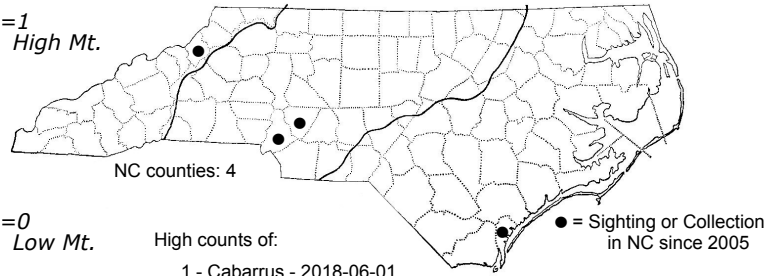 =1
High Mt.
NC counties: 4
=0
Low Mt.
High counts of:
1 - Cabarrus - 2018-06-01
● = Sighting or Collection
in NC since 2005